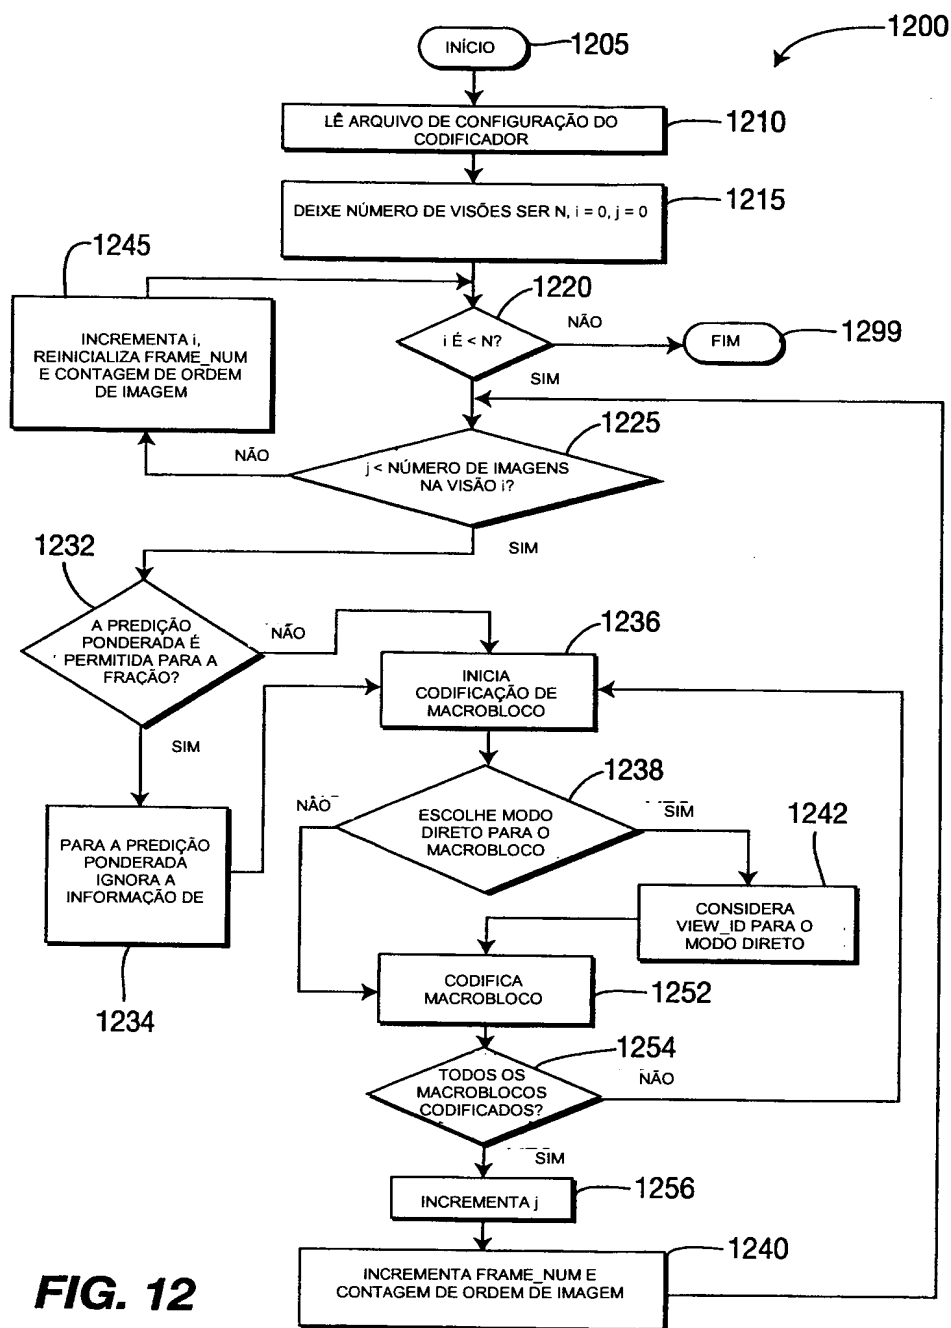 1200
INÍCIO
1205
LÊ ARQUIVO DE CONFIGURAÇÃO DO
CODIFICADOR
1210
DEIXE NÚMERO DE VISÕES SER N, i = 0, j = 0
1215
1245
INCREMENTA i,
REINICIALIZA FRAME_NUM
E CONTAGEM DE ORDEM
DE IMAGEM
1220
i É < N?
NÃO
FIM
1299
SIM
1225
NÃO
j < NÚMERO DE IMAGENS
NA VISÃO i?
SIM
1232
A PREDIÇÃO
PONDERADA É
PERMITIDA PARA A
FRAÇÃO?
NÃO
SIM
1236
INICIA
CODIFICAÇÃO DE
MACROBLOCO
1238
NÃO
ESCOLHE MODO
DIRETO PARA O
MACROBLOCO
SIM
1242
PARA A PREDIÇÃO
PONDERADA
IGNORA A
INFORMAÇÃO DE
1234
CONSIDERA
VIEW_ID PARA O
MODO DIRETO
CODIFICA
MACROBLOCO
1252
1254
TODOS OS
MACROBLOCOS
CODIFICADOS?
NÃO
SIM
INCREMENTA j
1256
INCREMENTA FRAME_NUM E
CONTAGEM DE ORDEM DE IMAGEM
1240
FIG. 12